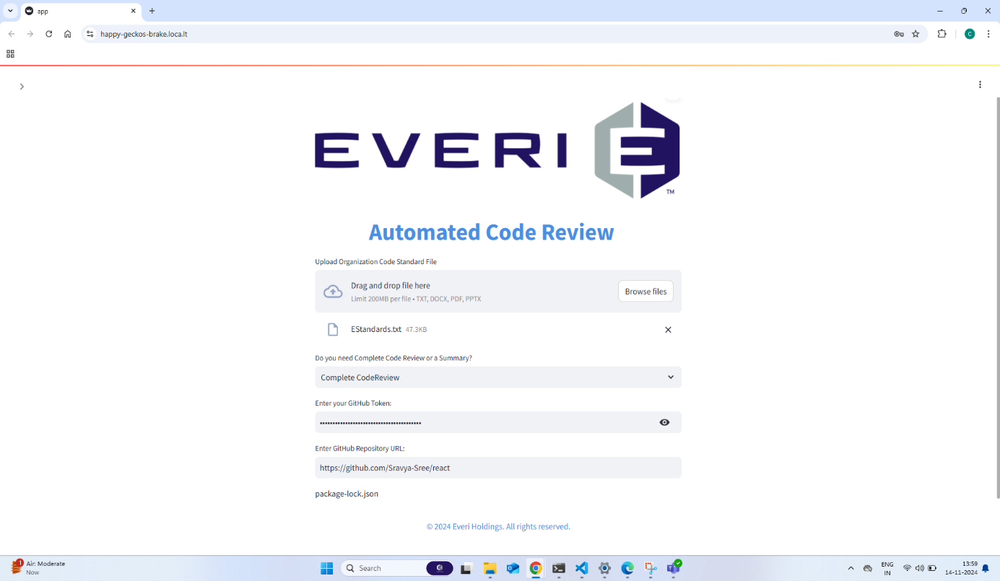 app
happy-geckos-brake.loca.lt
C
EVERI
E
TM
Automated Code Review
Upload Organization Code Standard File
Drag and drop file here
Limit 200MB per file • TXT, DOCX, PDF, PPTX
Browse files
EStandards.txt 47.3KB
Do you need Complete Code Review or a Summary?
Complete CodeReview
Enter your GitHub Token:
Enter GitHub Repository URL:
https://github.com/Sravya-Sree/react
package-lock.json
© 2024 Everi Holdings. All rights reserved.
1
Air: Moderate
Now
Search
ENG
IN
13:59
14-11-2024